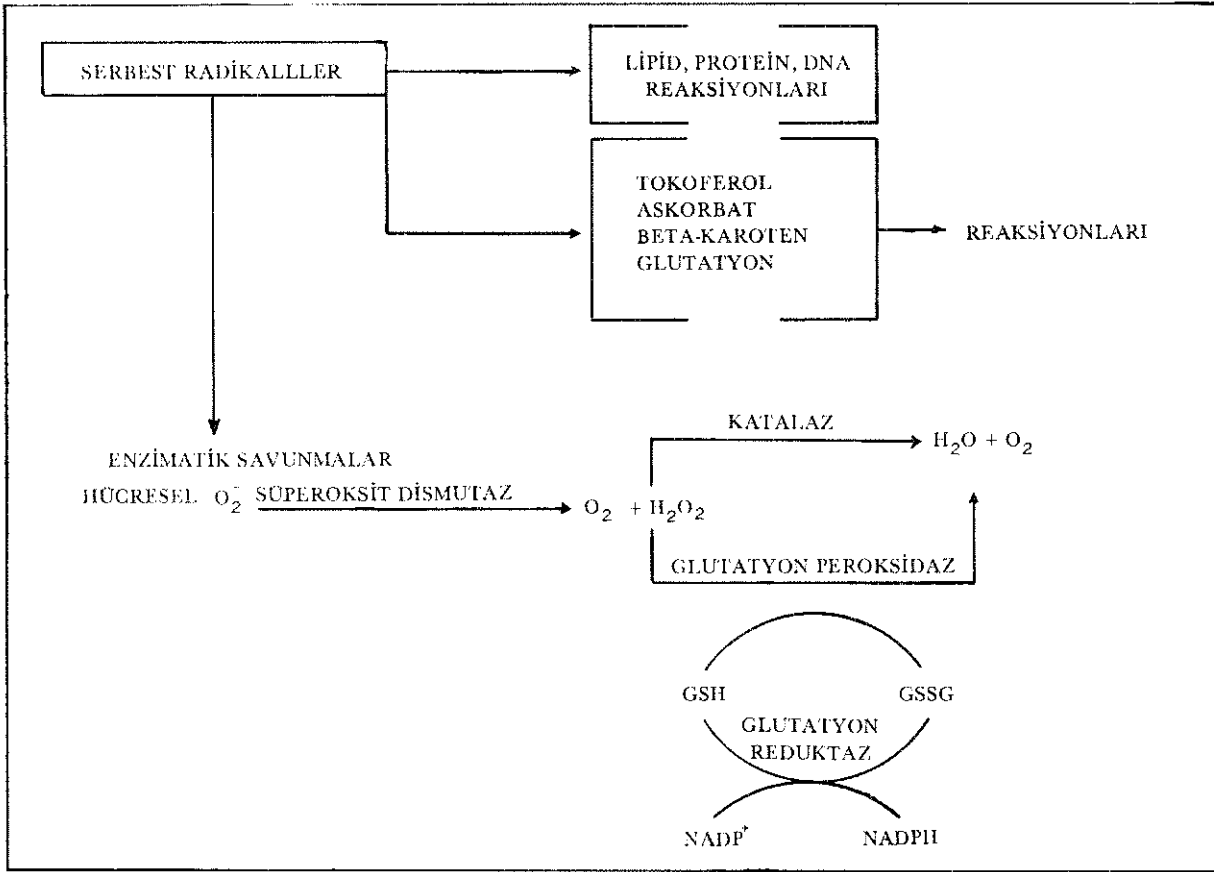 SERBEST RADİKALLLER
LİPİD, PROTEİN, DNA
REAKSİYONLARI
TOKOFEROL
ASKORBAT
BETA-KAROTEN
GLUTATYON
REAKSİYONLARI
KATALAZ
H₂O + O₂
ENZİMATİK SAVUNMALAR
HÜCRESEL O₂⁻ SÜPEROKSİT DİSMUTAZ
O₂ + H₂O₂
GLUTATYON PEROKSİDAZ
GSH
GSSG
GLUTATYON
REDUKTAZ
NADP⁺
NADPH